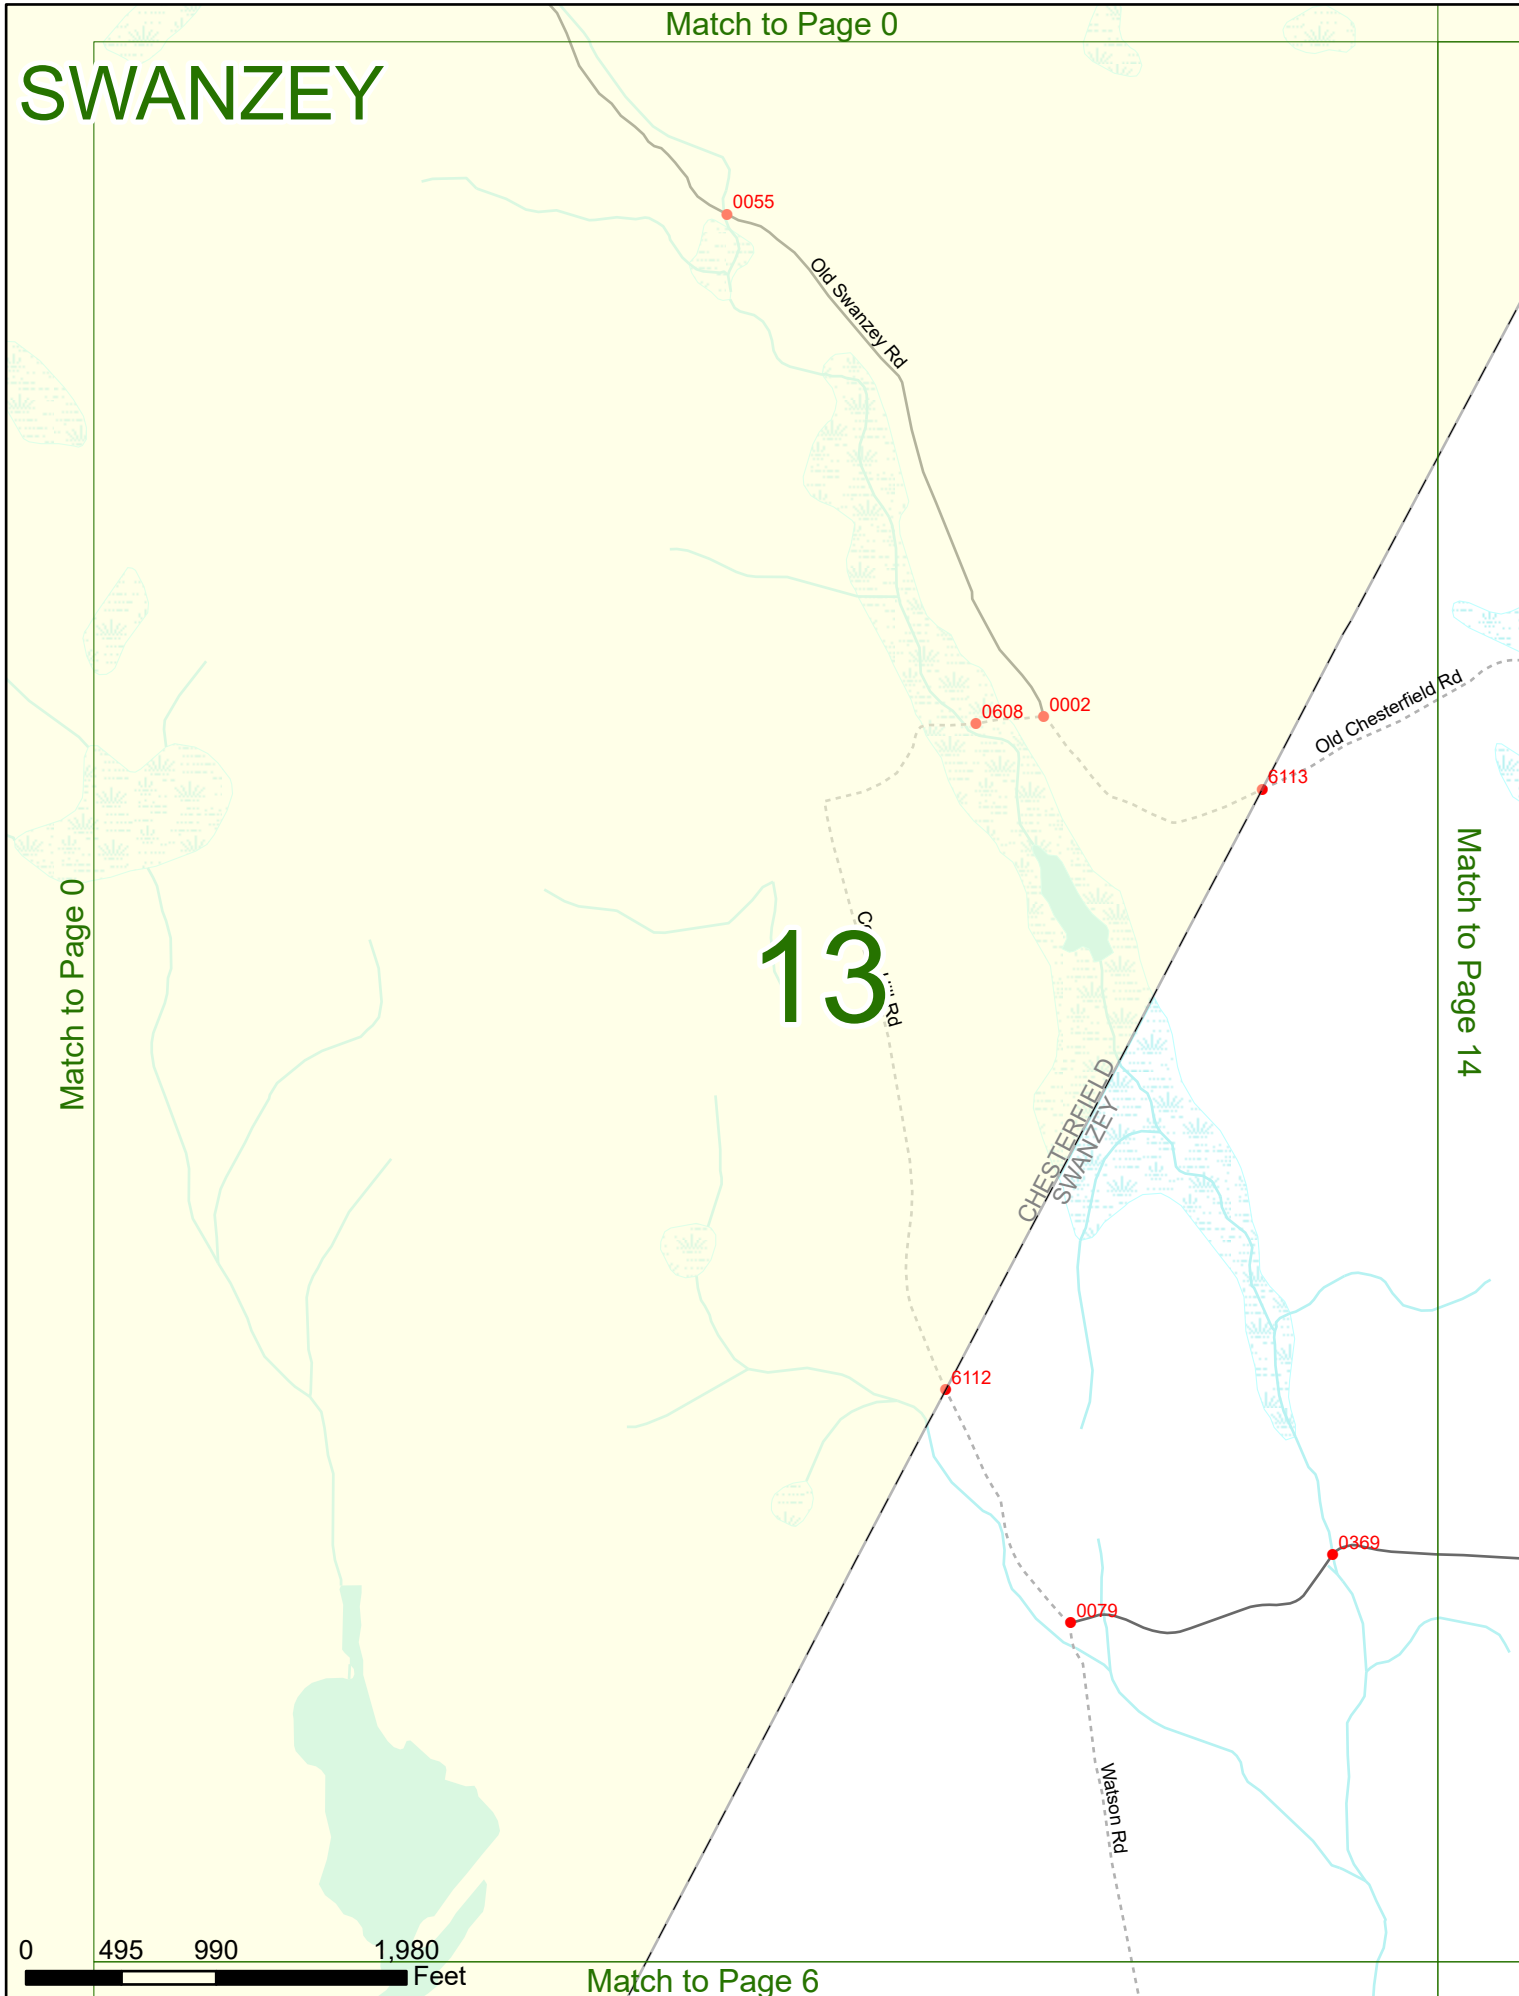 Match to Page 0
SWANZEY
0055
Old Swanzey Rd
0608
0002
Old Chesterfield Rd
6113
Match to Page 0
13
Rd
Match to Page 14
CHESTERFIELD
SWANZEY
6112
0369
0079
Watson Rd
0 495 990 1,980
Feet
Match to Page 6